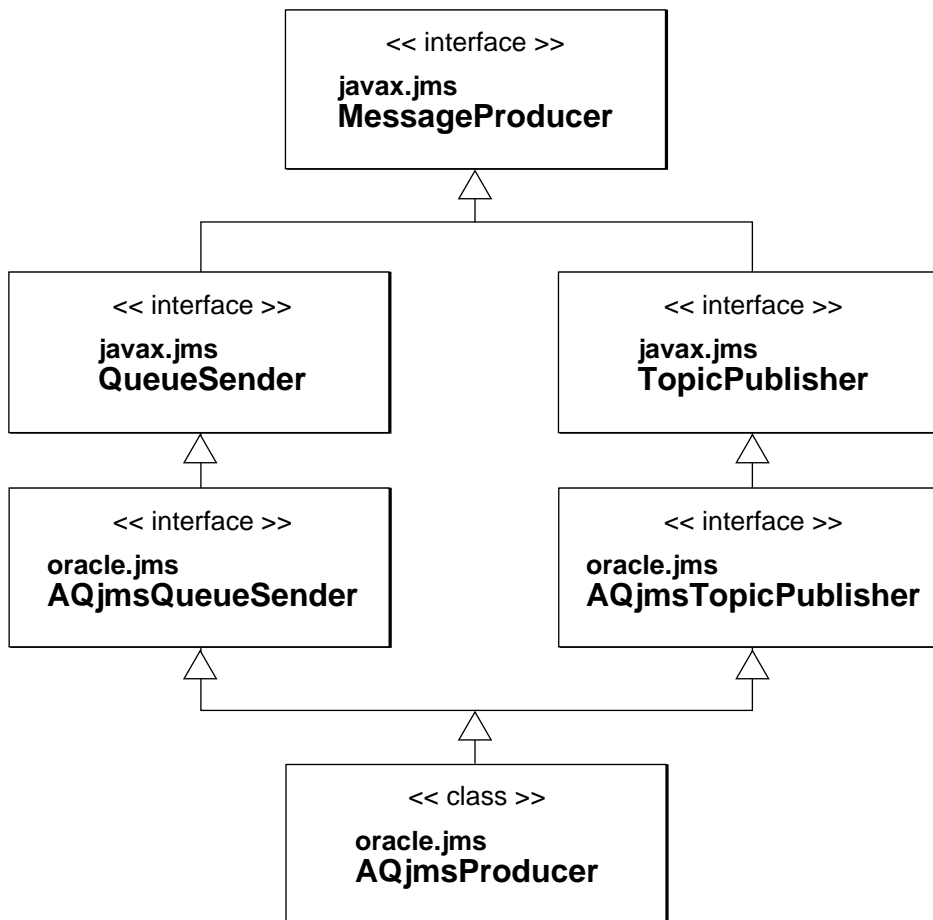 << interface >>
javax.jms
MessageProducer
<< interface >>
javax.jms
QueueSender
<< interface >>
javax.jms
TopicPublisher
<< interface >>
oracle.jms
AQjmsQueueSender
<< interface >>
oracle.jms
AQjmsTopicPublisher
<< class >>
oracle.jms
AQjmsProducer